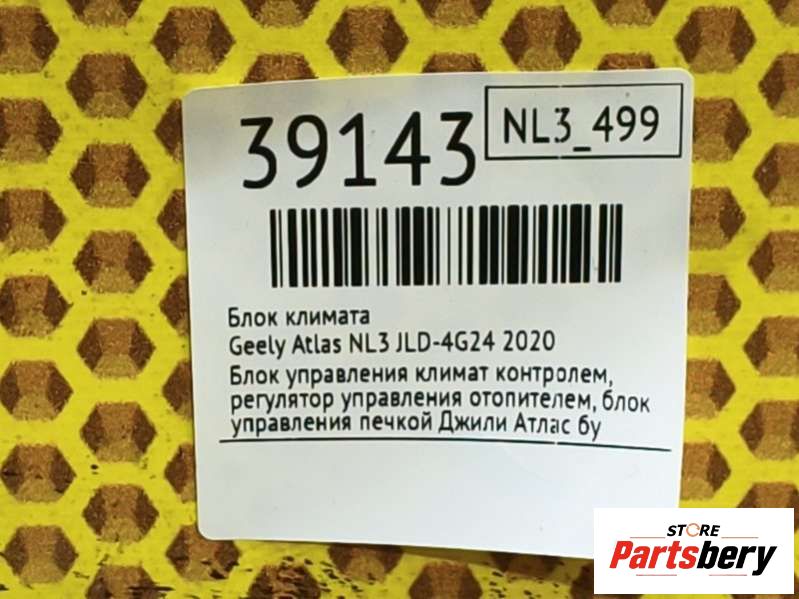 39143
NL3_499
Блок климата
Geely Atlas NL3 JLD-4G24 2020
Блок управления климат контролем,
регулятор управления отопителем, блок
управления печкой Джили Атлас бу
STORE
Partsbery